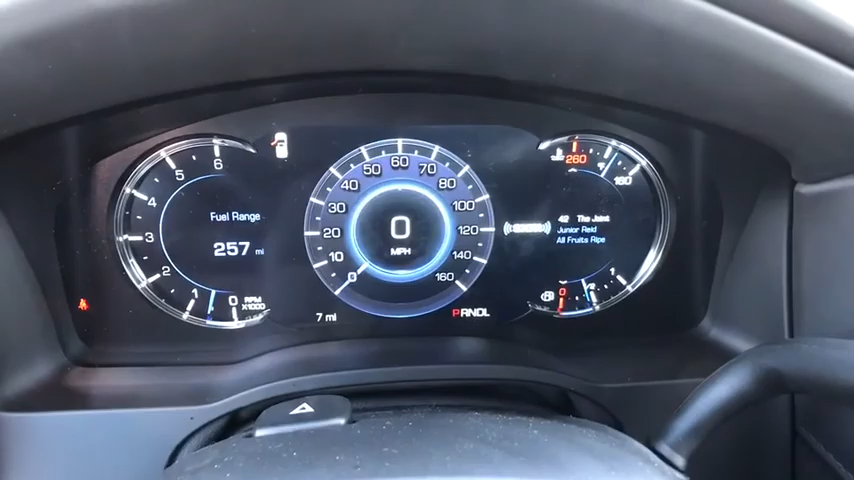 6
5
4
3
2
1
0
RPM
X1000
Fuel Range
257 mi
0
10
20
30
40
50
60
70
80
100
120
140
160
0
MPH
7 mi
PRNDL
260
160
42 The Joint
Junior Reid
All Fruits Ripe
0
1